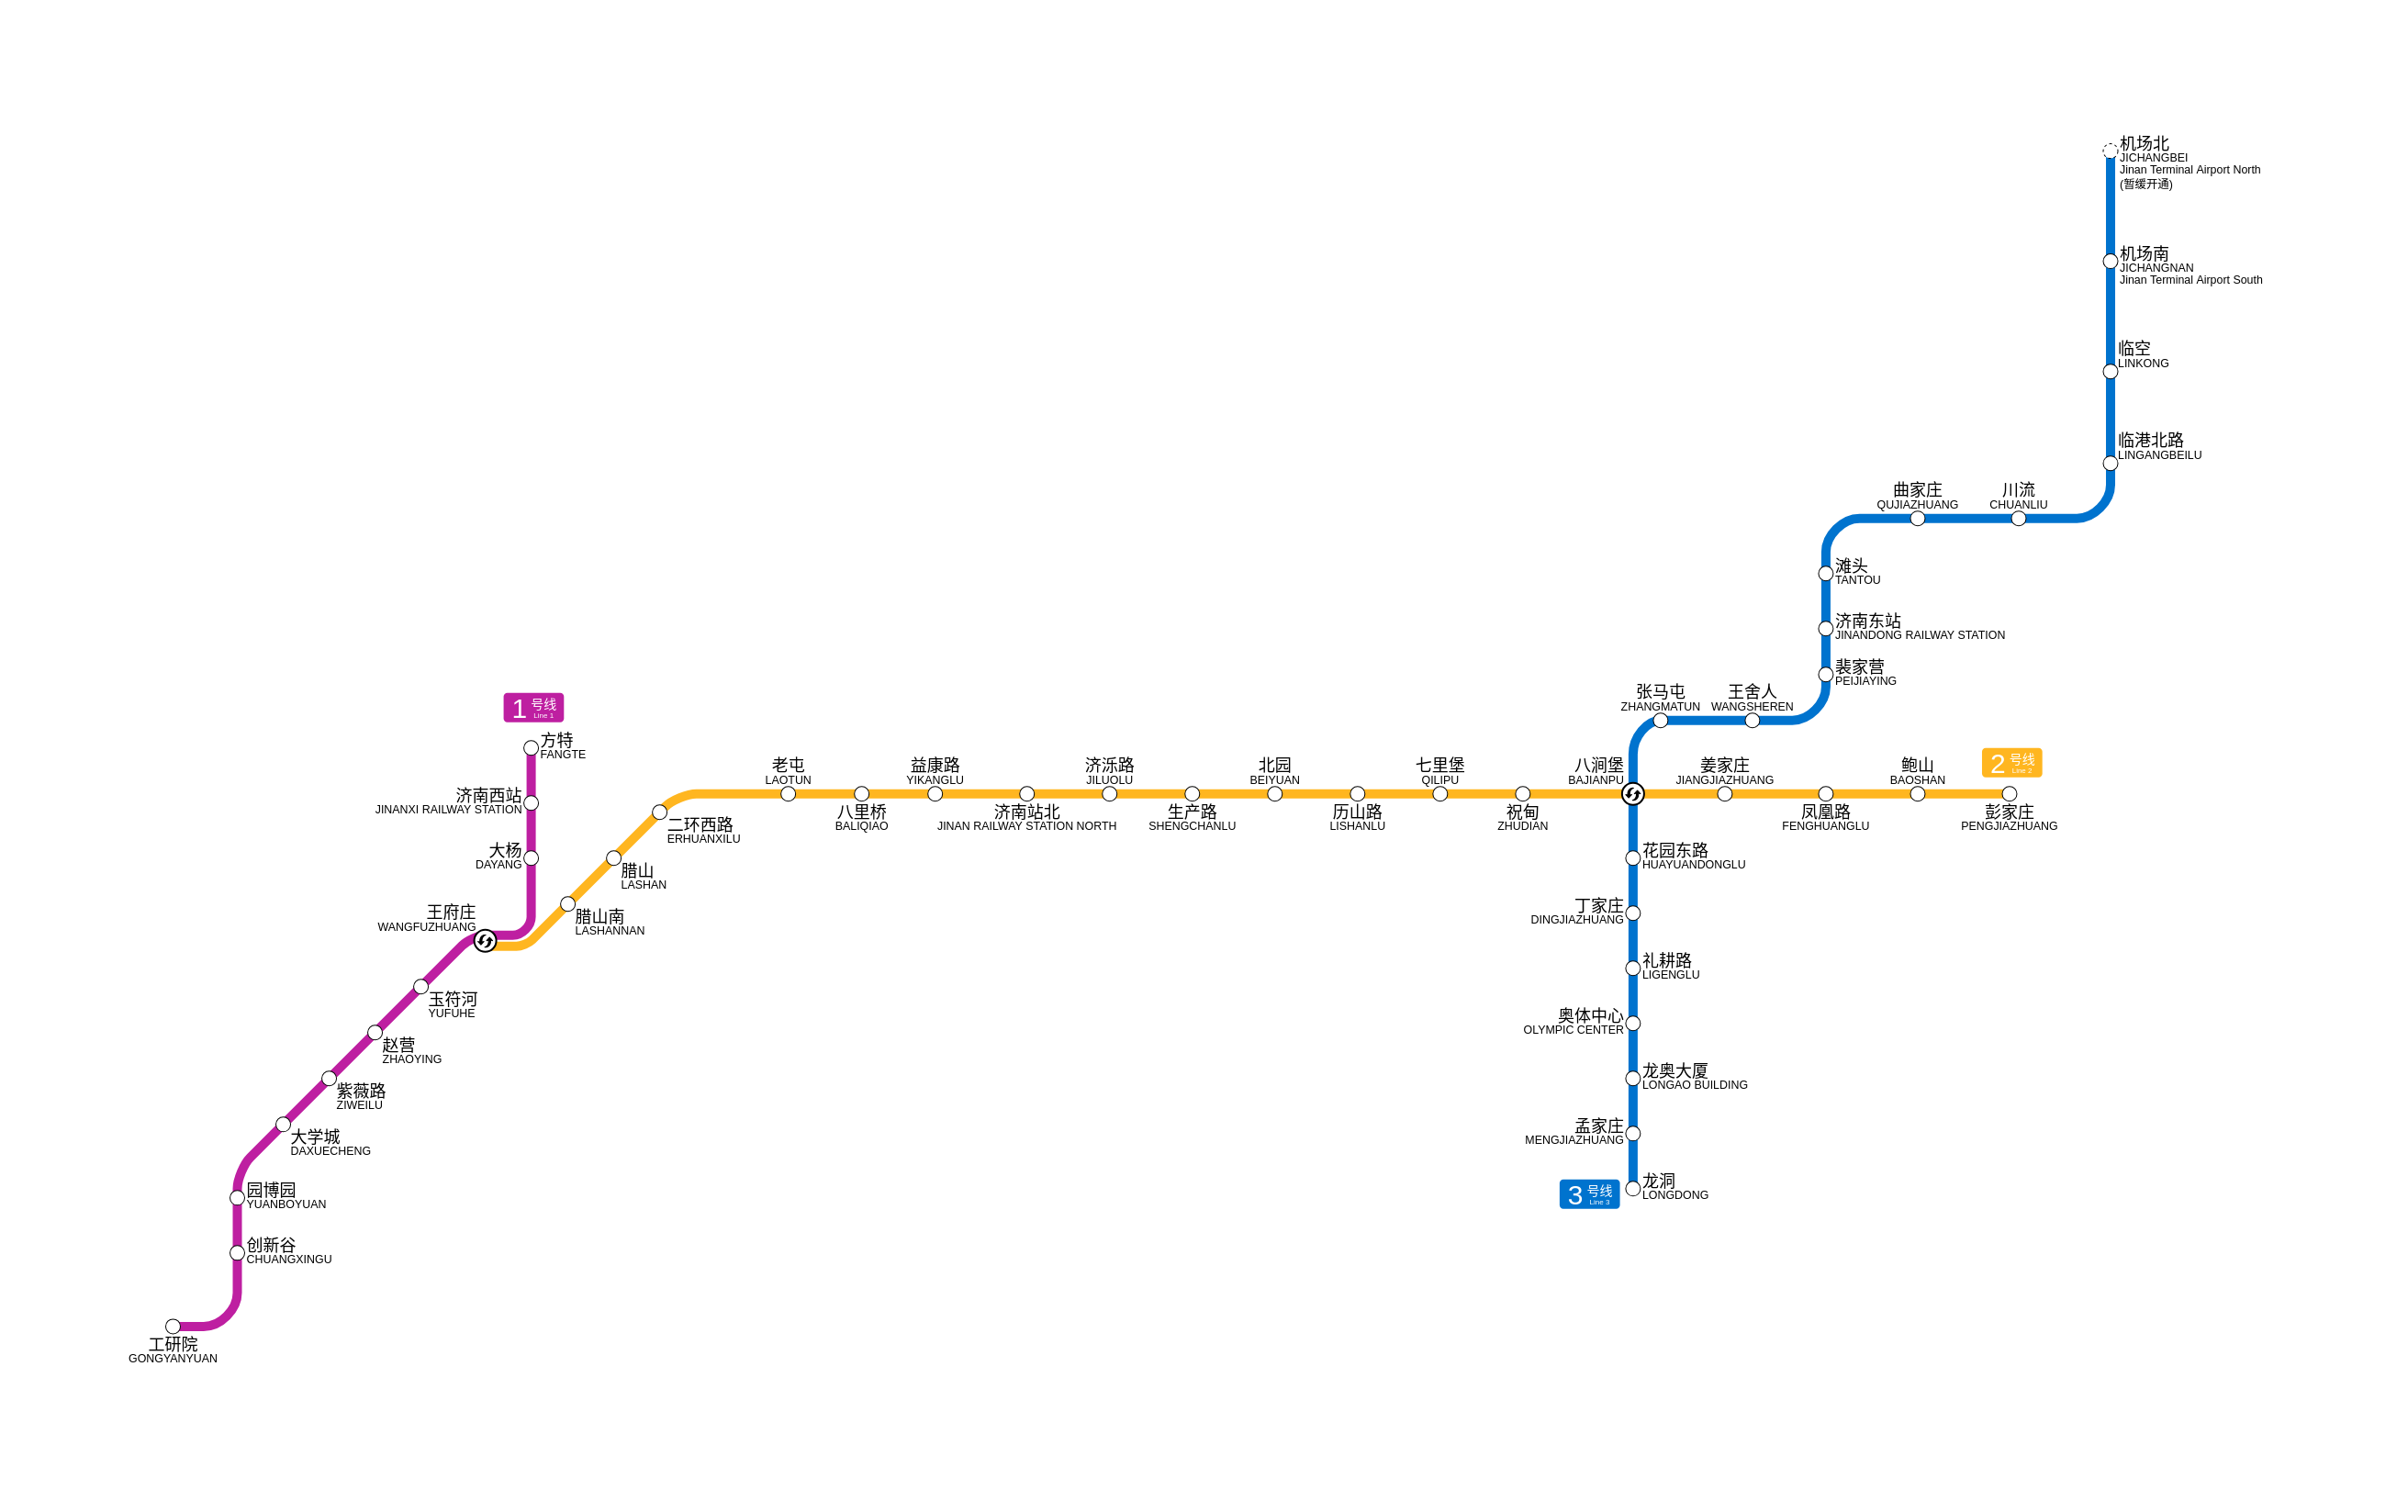 机场北
JICHANGBEI
Jinan Terminal Airport North
(暂缓开通)
机场南
JICHANGNAN
Jinan Terminal Airport South
临空
LINKONG
临港北路
LINGANGBEILU
曲家庄
QUJIAZHUANG
川流
CHUANLIU
滩头
TANTOU
济南东站
JINANDONG RAILWAY STATION
裴家营
PEIJIAYING
张马屯
ZHANGMATUN
王舍人
WANGSHEREN
1 号线
Line 1
方特
FANGTE
济南西站
JINANXI RAILWAY STATION
大杨
DAYANG
王府庄
WANGFUZHUANG
玉符河
YUFUHE
赵营
ZHAOYING
紫薇路
ZIWEILU
大学城
DAXUECHENG
园博园
YUANBOYUAN
创新谷
CHUANGXINGU
工研院
GONGYANYUAN
腊山南
LASHANNAN
腊山
LASHAN
二环西路
ERHUANXILU
老屯
LAOTUN
八里桥
BALIQIAO
益康路
YIKANGLU
济南站北
JINAN RAILWAY STATION NORTH
济泺路
JILUOLU
生产路
SHENGCHANLU
北园
BEIYUAN
历山路
LISHANLU
七里堡
QILIPU
祝甸
ZHUDIAN
八涧堡
BAJIANPU
姜家庄
JIANGJIAZHUANG
凤凰路
FENGHUANGLU
鲍山
BAOSHAN
彭家庄
PENGJIAZHUANG
2 号线
Line 2
花园东路
HUAYUANDONGLU
丁家庄
DINGJIAZHUANG
礼耕路
LIGENGLU
奥体中心
OLYMPIC CENTER
龙奥大厦
LONGAO BUILDING
孟家庄
MENGJIAZHUANG
龙洞
LONGDONG
3 号线
Line 3